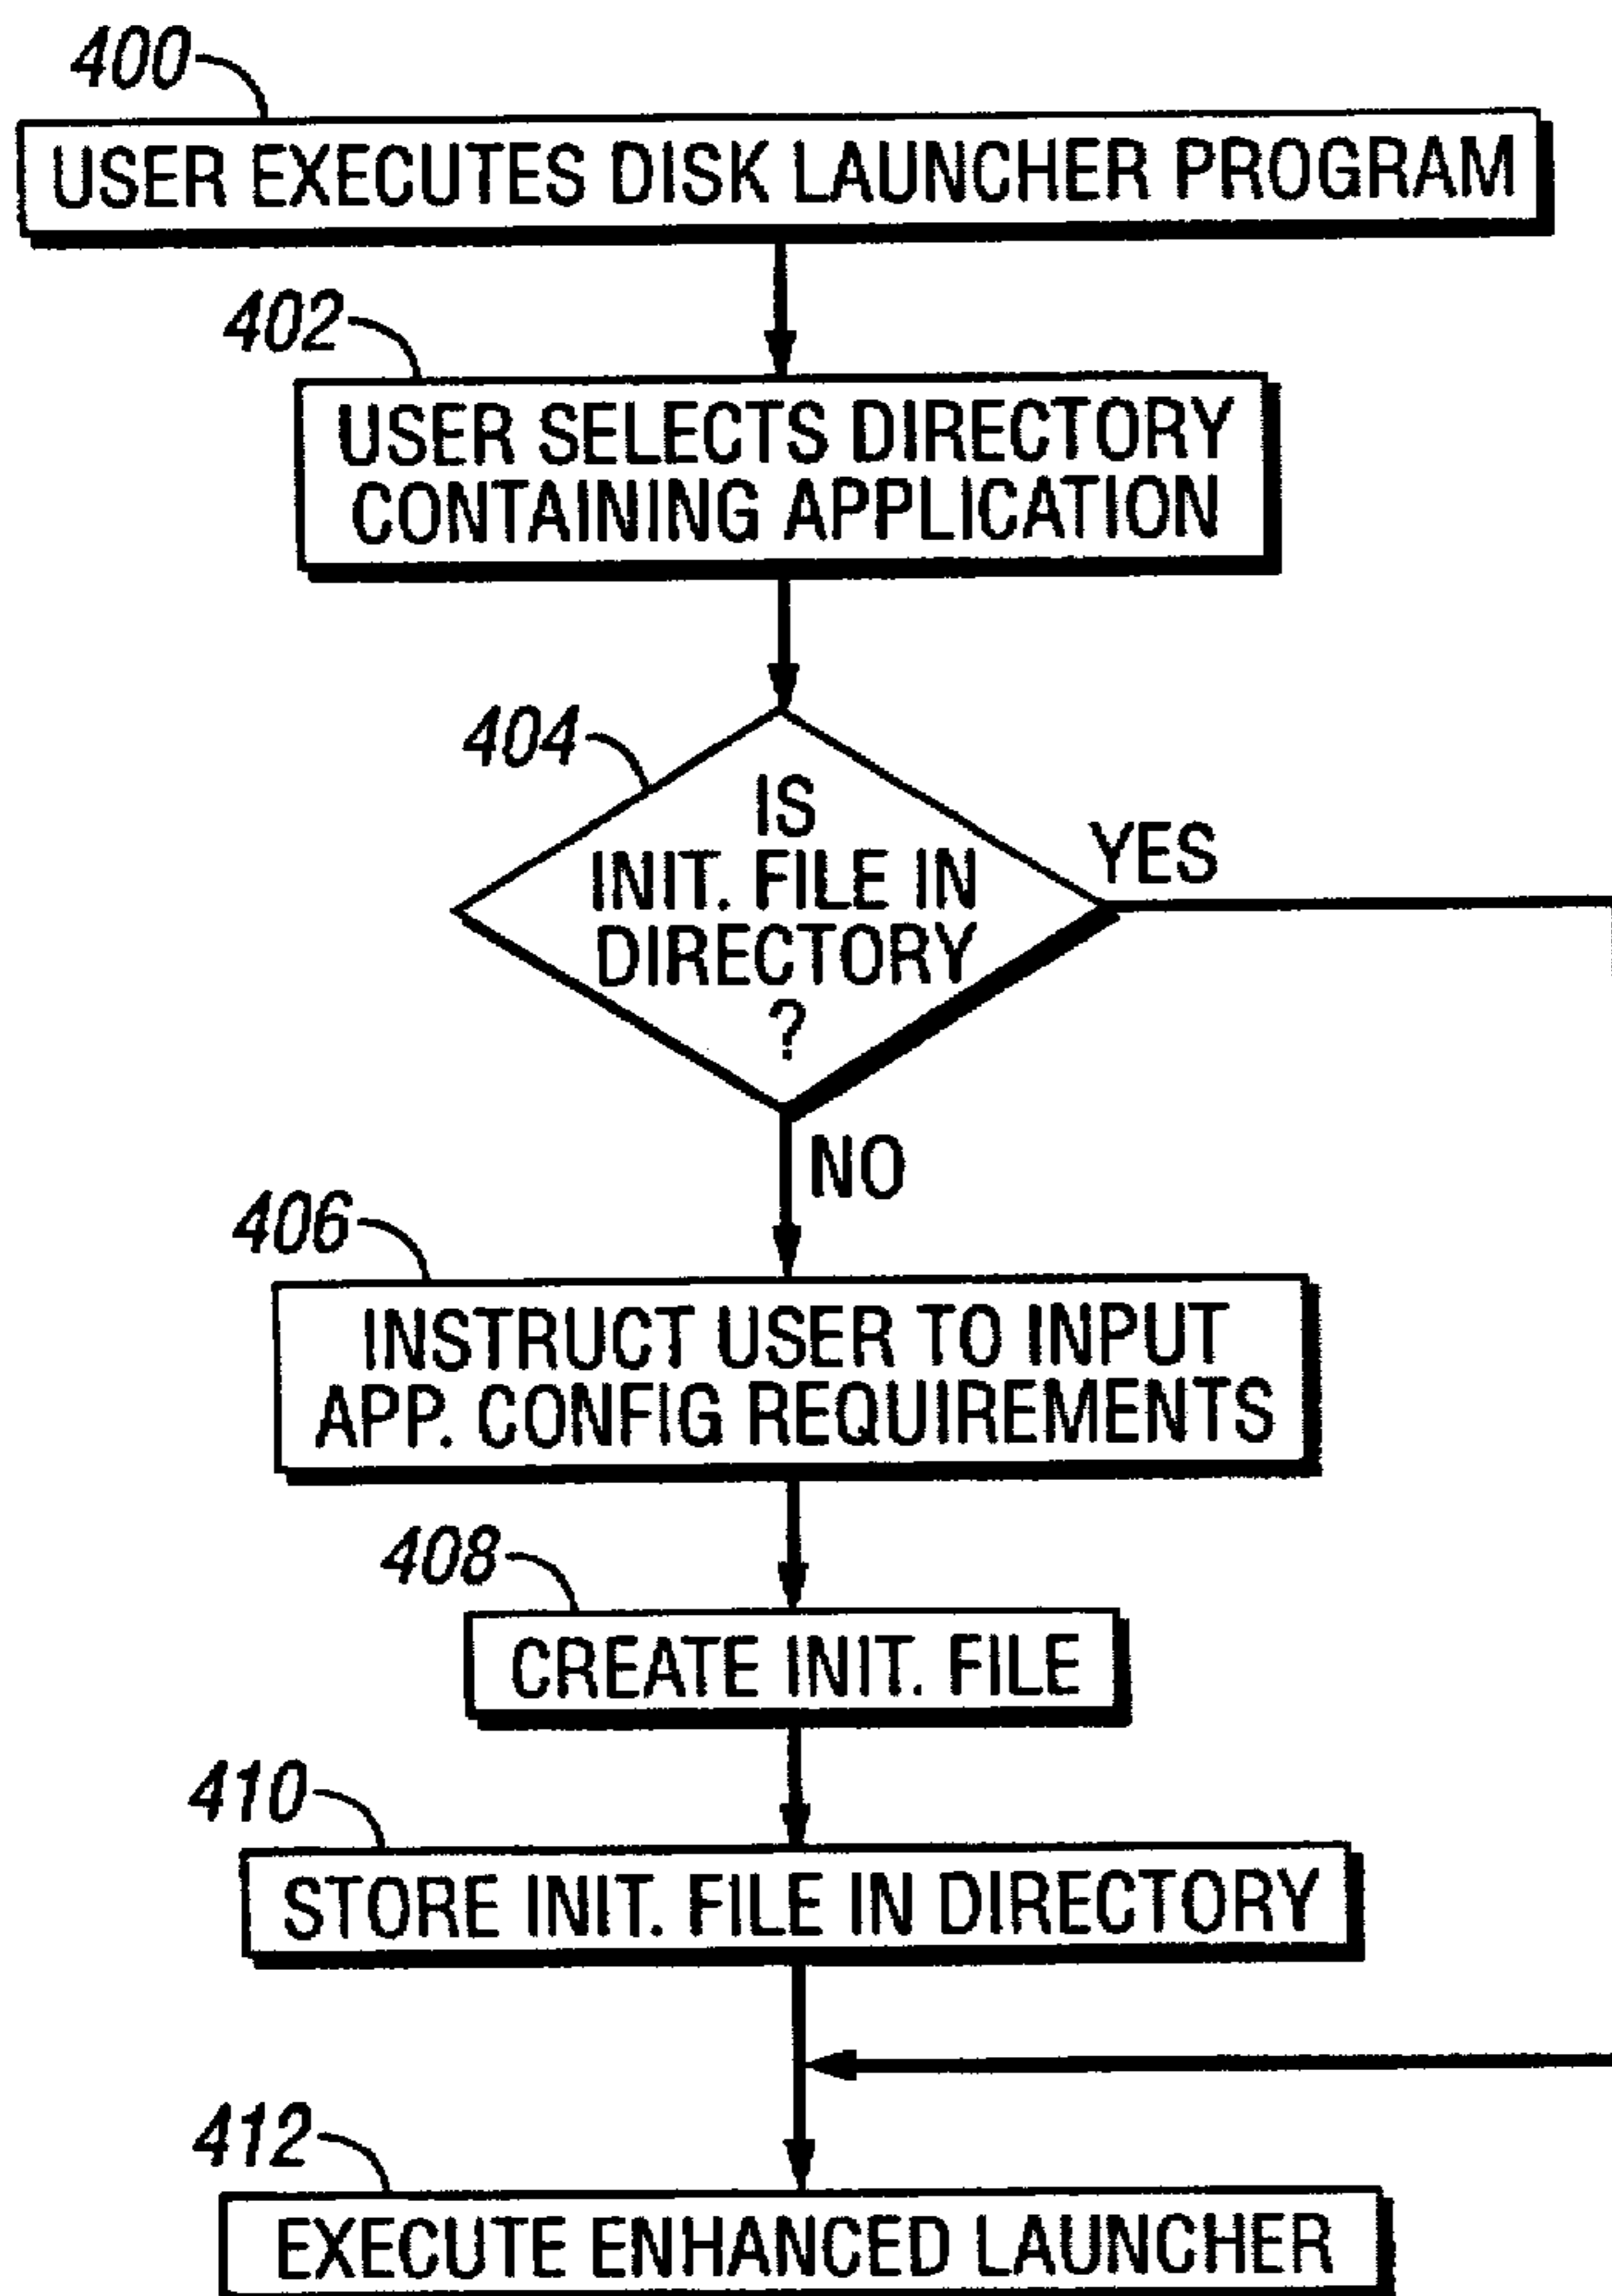 400
USER EXECUTES DISK LAUNCHER PROGRAM
402
USER SELECTS DIRECTORY
CONTAINING APPLICATION
404
IS
INIT. FILE IN
DIRECTORY
?
YES
NO
406
INSTRUCT USER TO INPUT
APP. CONFIG REQUIREMENTS
408
CREATE INIT. FILE
410
STORE INIT. FILE IN DIRECTORY
412
EXECUTE ENHANCED LAUNCHER